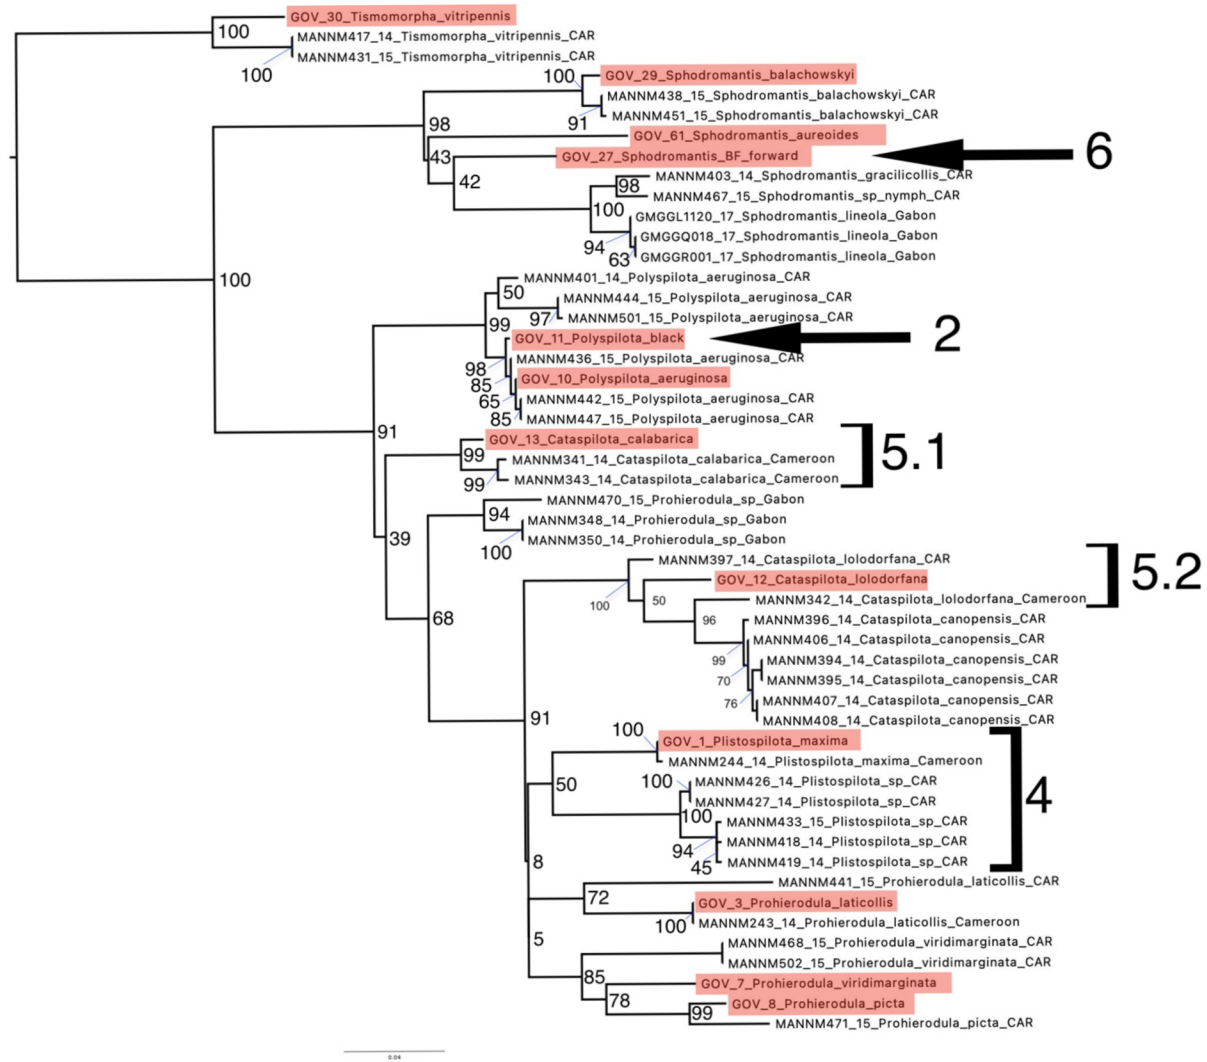 GOV_30_Tismomorpha_vitripennis
100
MANNM417_14_Tismomorpha_vitripennis_CAR
MANNM431_15_Tismomorpha_vitripennis_CAR
100
100
GOV_29_Sphodromantis_balachowskyi
MANNM438_15_Sphodromantis_balachowskyi_CAR
MANNM451_15_Sphodromantis_balachowskyi_CAR
91
98
GOV_61_Sphodromantis_aureoides
43
GOV_27_Sphodromantis_BF_forward
6
42
MANNM403_14_Sphodromantis_gracilicollis_CAR
98
MANNM467_15_Sphodromantis_sp_nymph_CAR
100
GMGGL1120_17_Sphodromantis_lineola_Gabon
GMGGQ018_17_Sphodromantis_lineola_Gabon
94
GMGGR001_17_Sphodromantis_lineola_Gabon
63
100
MANNM401_14_Polyspilota_aeruginosa_CAR
50
MANNM444_15_Polyspilota_aeruginosa_CAR
MANNM501_15_Polyspilota_aeruginosa_CAR
97
99
GOV_11_Polyspilota_black
2
MANNM436_15_Polyspilota_aeruginosa_CAR
98
GOV_10_Polyspilota_aeruginosa
85
MANNM442_15_Polyspilota_aeruginosa_CAR
65
MANNM447_15_Polyspilota_aeruginosa_CAR
85
91
GOV_13_Cataspilota_calabarica
99
MANNM341_14_Cataspilota_calabarica_Cameroon
5.1
MANNM343_14_Cataspilota_calabarica_Cameroon
99
MANNM470_15_Prohierodula_sp_Gabon
94
MANNM348_14_Prohierodula_sp_Gabon
39
MANNM350_14_Prohierodula_sp_Gabon
100
MANNM397_14_Cataspilota_lolodorfana_CAR
GOV_12_Cataspilota_lolodorfana
5.2
100
50
MANNM342_14_Cataspilota_lolodorfana_Cameroon
68
96
MANNM396_14_Cataspilota_canopensis_CAR
MANNM406_14_Cataspilota_canopensis_CAR
99
MANNM394_14_Cataspilota_canopensis_CAR
70
MANNM395_14_Cataspilota_canopensis_CAR
76
MANNM407_14_Cataspilota_canopensis_CAR
MANNM408_14_Cataspilota_canopensis_CAR
91
100
GOV_1_Plistospilota_maxima
MANNM244_14_Plistospilota_maxima_Cameroon
50
100
MANNM426_14_Plistospilota_sp_CAR
4
MANNM427_14_Plistospilota_sp_CAR
100
MANNM433_15_Plistospilota_sp_CAR
MANNM418_14_Plistospilota_sp_CAR
94
MANNM419_14_Plistospilota_sp_CAR
45
8
MANNM441_15_Prohierodula_laticollis_CAR
72
GOV_3_Prohierodula_laticollis
MANNM243_14_Prohierodula_laticollis_Cameroon
100
5
MANNM468_15_Prohierodula_viridimarginata_CAR
MANNM502_15_Prohierodula_viridimarginata_CAR
85
GOV_7_Prohierodula_viridimarginata
78
GOV_8_Prohierodula_picta
99
MANNM471_15_Prohierodula_picta_CAR
0.04